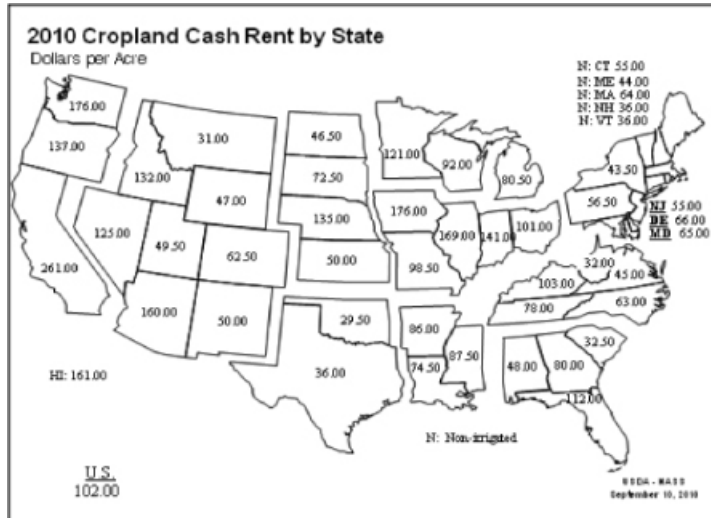 2010 Cropland Cash Rent by State
Dollars per Acre
N: CT 55.00
N: ME 44.00
N: MA 64.00
N: NH 36.00
N: VT 36.00
176.00
137.00
132.00
31.00
47.00
46.50
72.50
135.00
50.00
121.00
92.00
80.50
43.50
56.50
NJ 55.00
DE 66.00
MD 65.00
261.00
125.00
49.50
62.50
176.00
169.00
141.00
101.00
98.50
32.00
45.00
103.00
78.00
63.00
160.00
50.00
29.50
36.00
86.00
74.50
87.50
48.00
80.00
32.50
112.00
HI: 161.00
N: Non-irrigated
U.S.
102.00
USDA - NASS
September 10, 2010